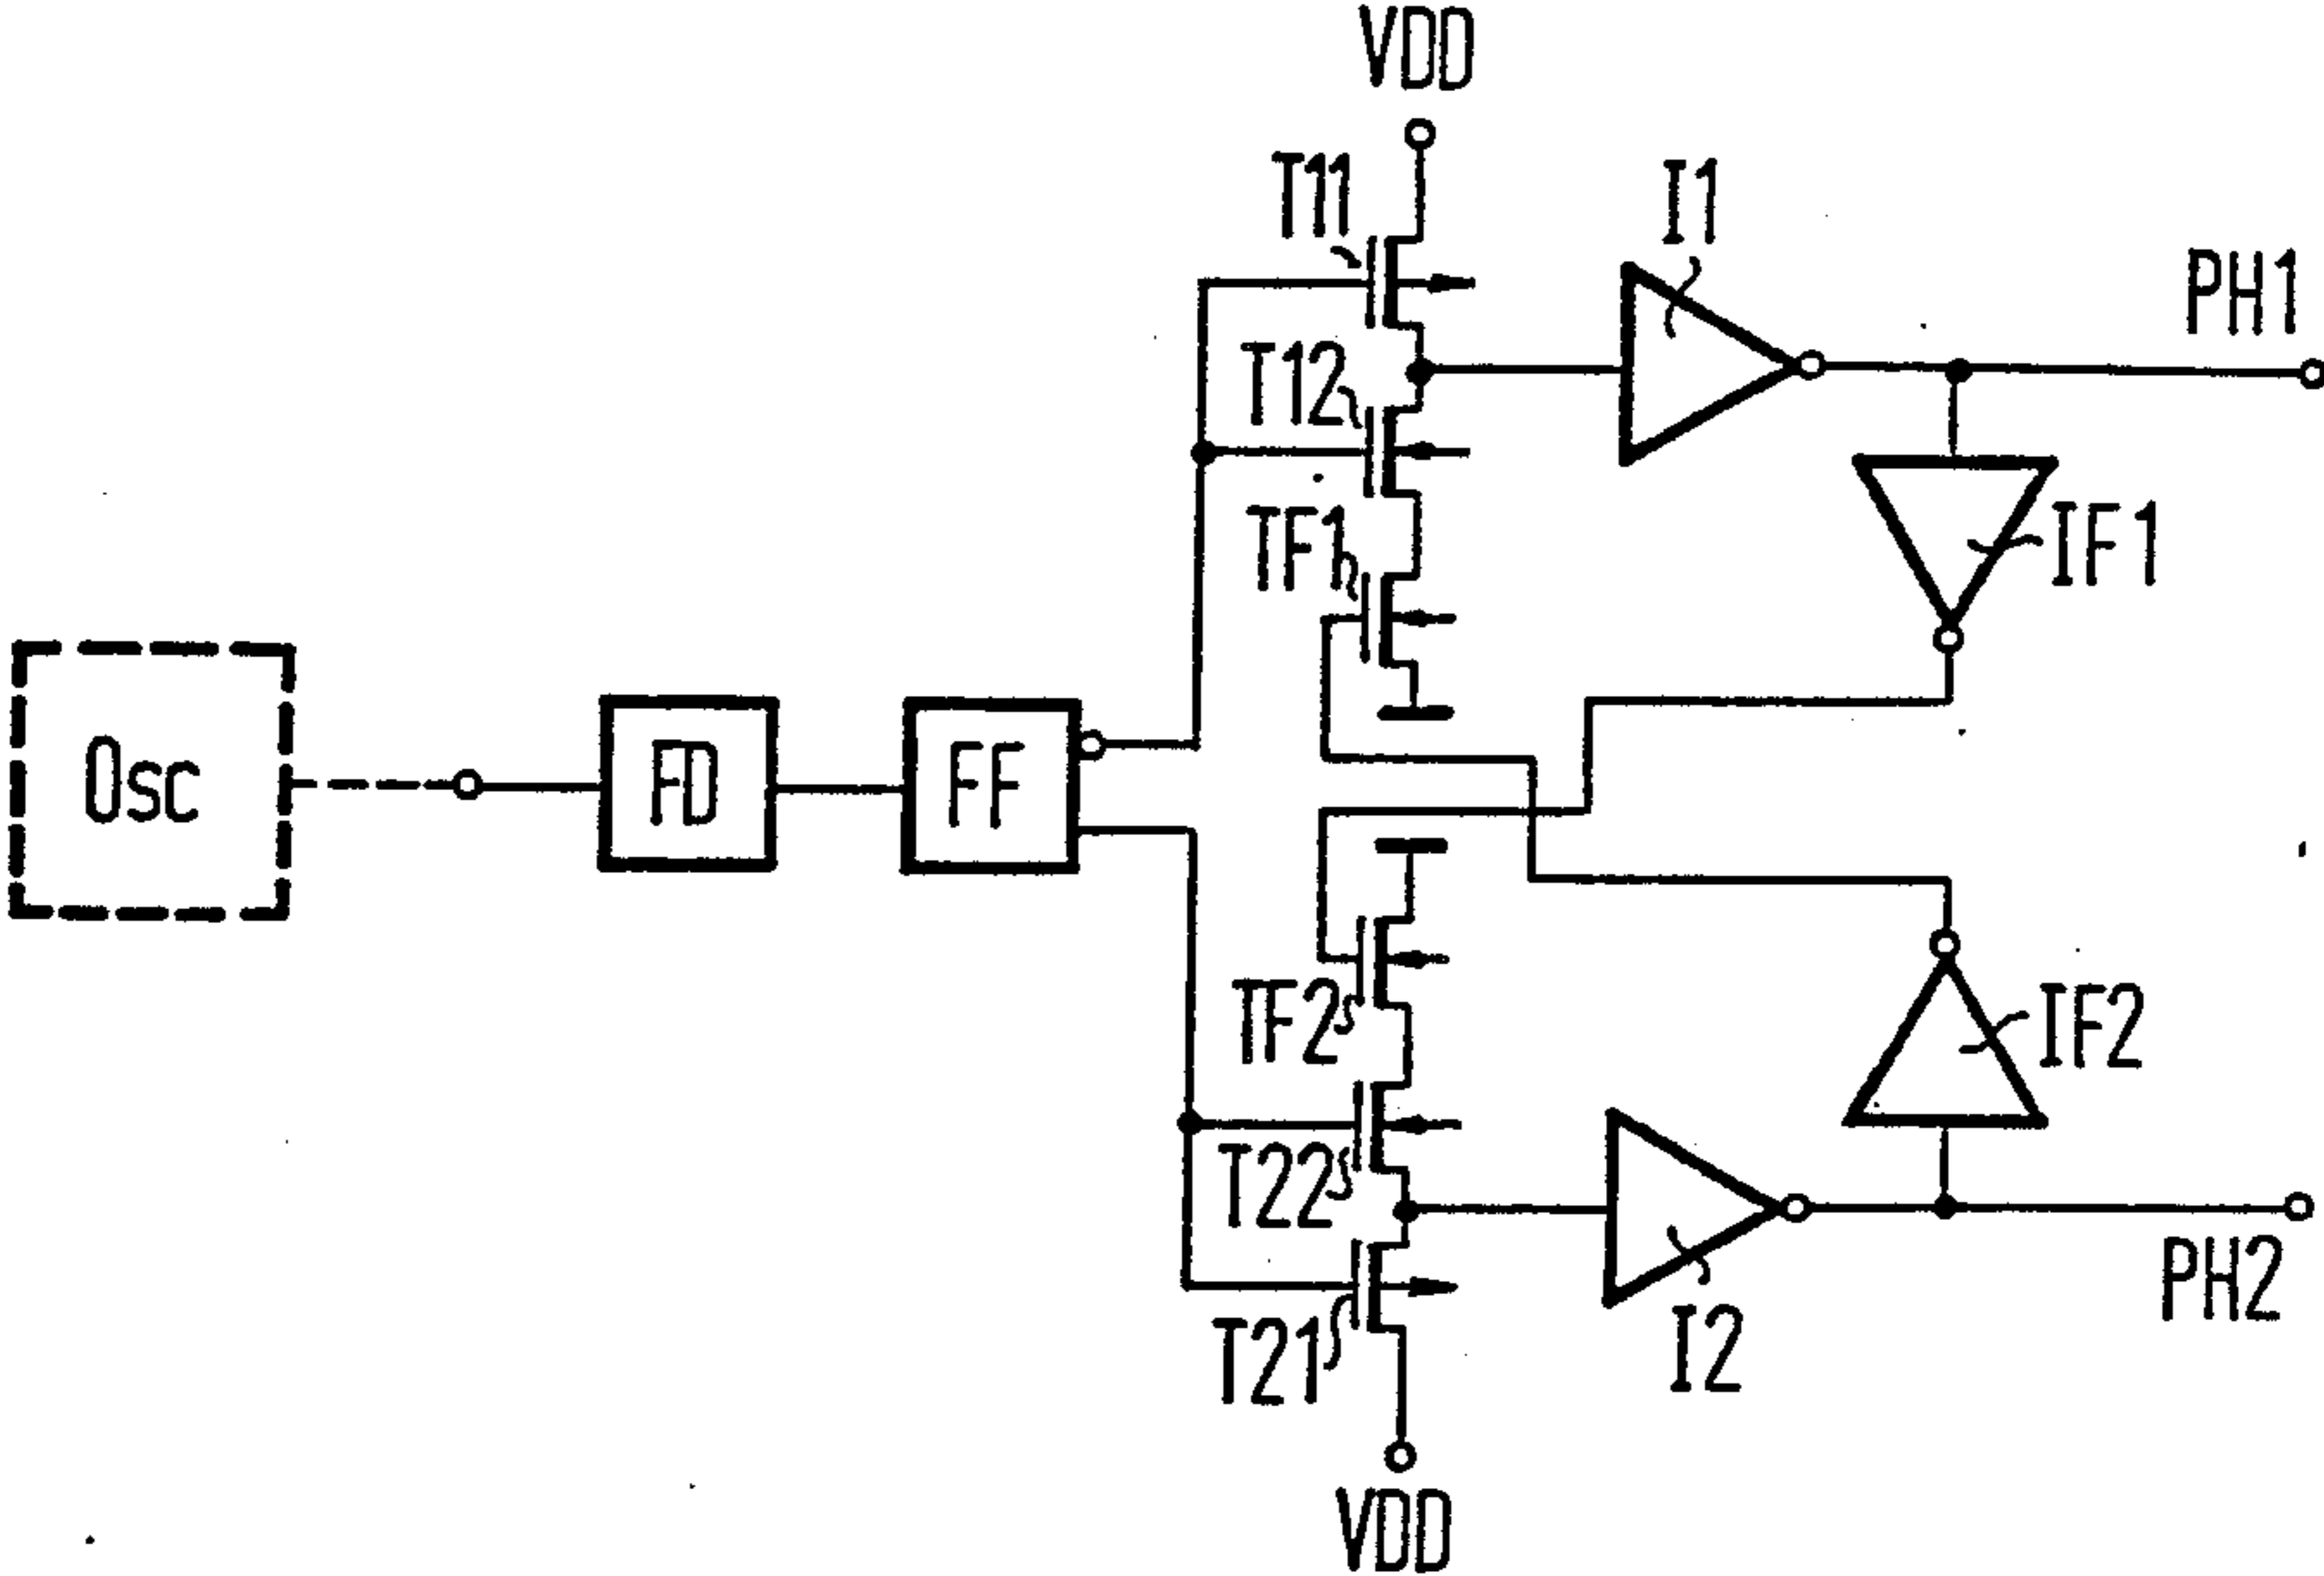 VDD
T11
I1
PH1
T12
TF1
IF1
Osc
FD
FF
TF2
IF2
T22
PH2
T21
I2
VDD